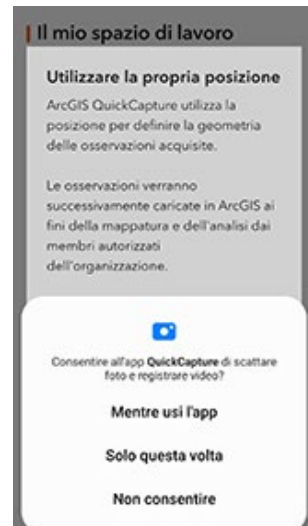 Il mio spazio di lavoro
Utilizzare la propria posizione
ArcGIS QuickCapture utilizza la
posizione per definire la geometria
delle osservazioni acquisite.
Le osservazioni verranno
successivamente caricate in ArcGIS ai
fini della mappatura e dell'analisi dai
membri autorizzati
dell'organizzazione.
Consentire all'app QuickCapture di scattare
foto e registrare video?
Mentre usi l'app
Solo questa volta
Non consentire